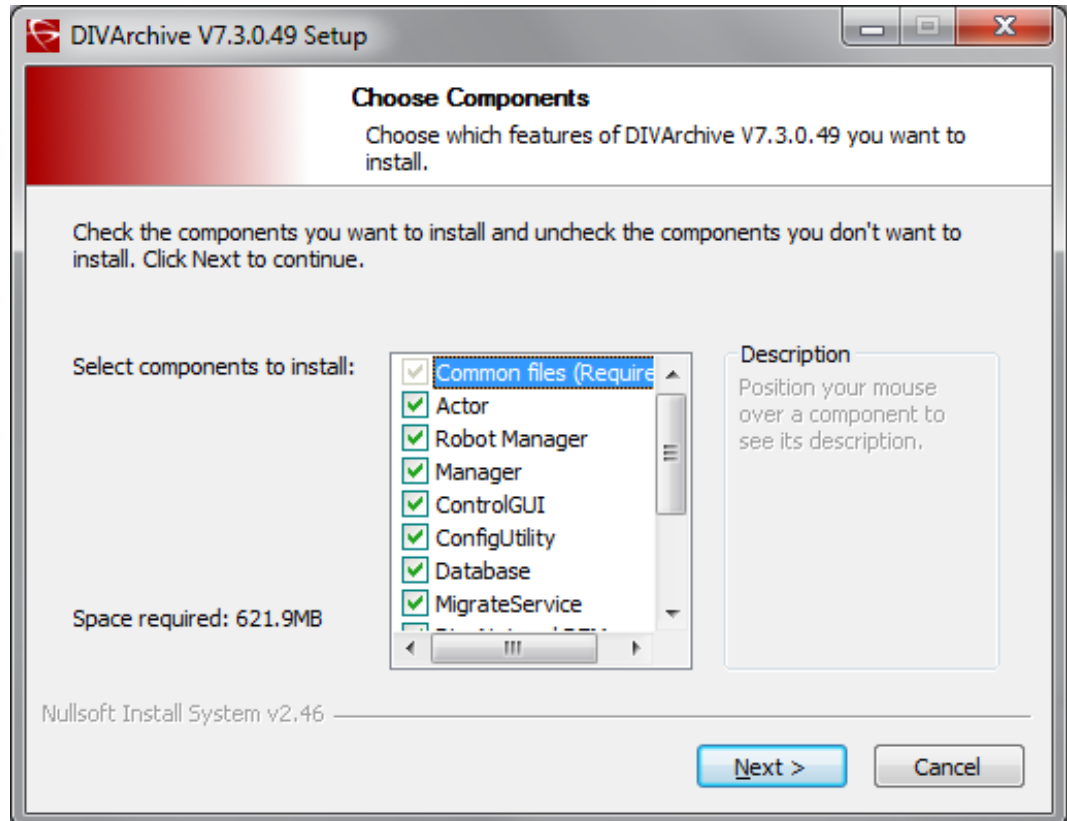 DIVArchive V7.3.0.49 Setup
Choose Components
Choose which features of DIVArchive V7.3.0.49 you want to
install.
Check the components you want to install and uncheck the components you don't want to
install. Click Next to continue.
Select components to install:
Common files (Require
Actor
Robot Manager
Manager
ControlGUI
ConfigUtility
Database
MigrateService
Space required: 621.9MB
Description
Position your mouse
over a component to
see its description.
Nullsoft Install System v2.46
Next >
Cancel